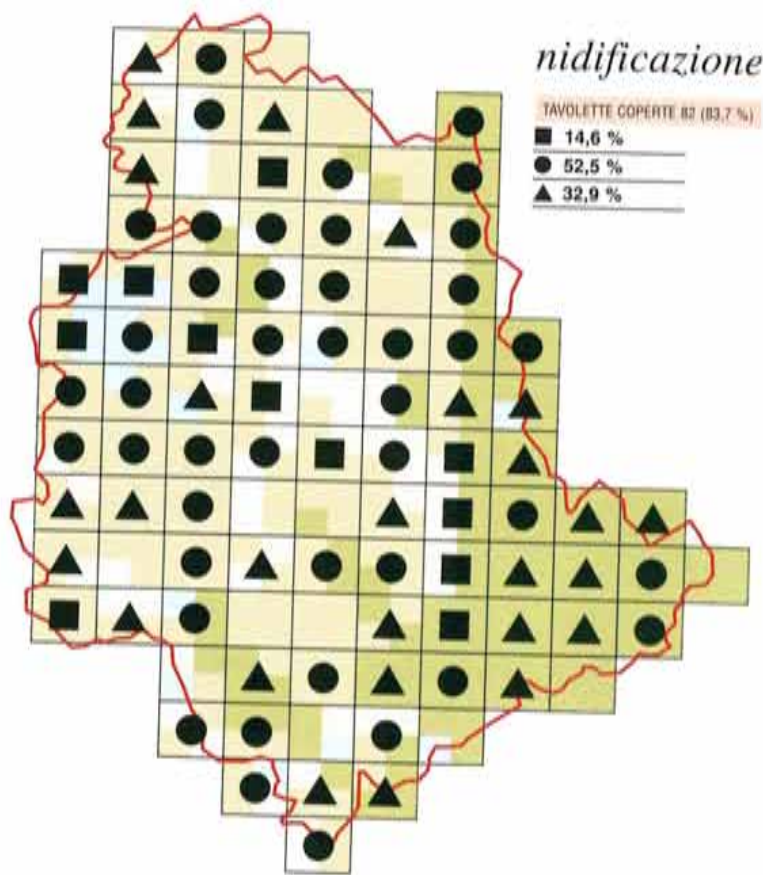 nidificazione
TAVOLETTE COPERTE 82 (83,7 %)
14,6 %
52,5 %
32,9 %